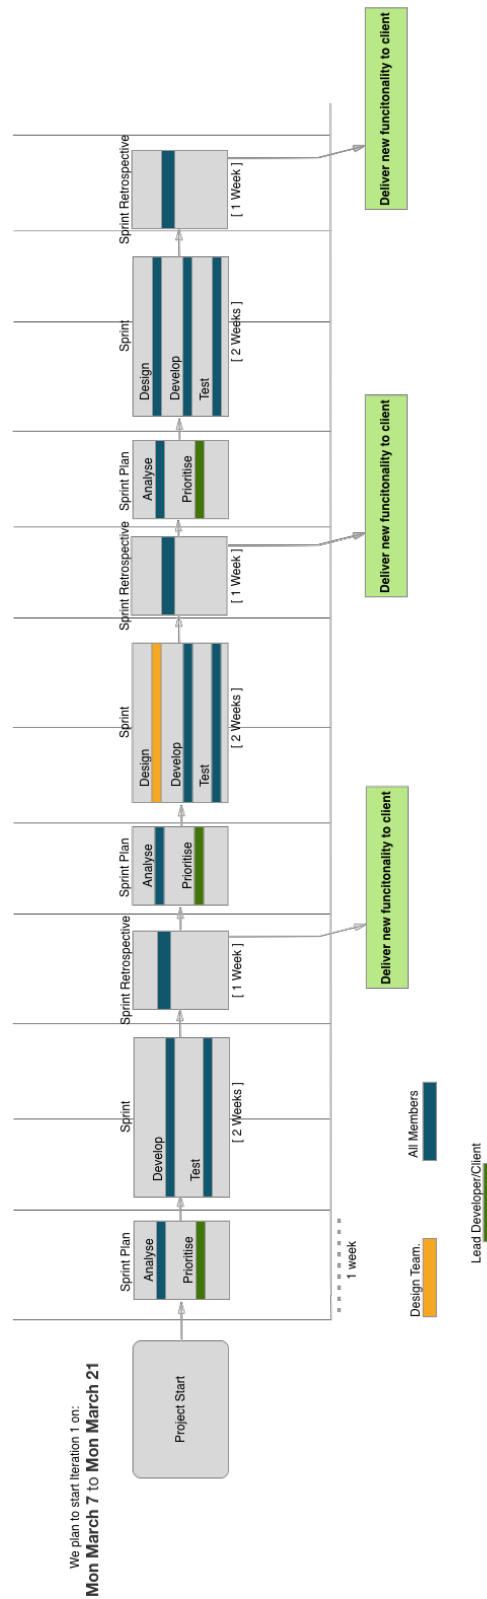 We plan to start Iteration 1 on:
Mon March 7 to Mon March 21
Project Start
Sprint Plan
Analyse
Prioritise
1 week
Sprint
Develop
Test
[ 2 Weeks ]
Sprint Retrospective
[ 1 Week ]
Deliver new funcitonality to client
Sprint Plan
Analyse
Prioritise
Sprint
Design
Develop
Test
[ 2 Weeks ]
Sprint Retrospective
[ 1 Week ]
Deliver new funcitonality to client
Sprint Plan
Analyse
Prioritise
Sprint
Design
Develop
Test
[ 2 Weeks ]
Sprint Retrospective
[ 1 Week ]
Deliver new funcitonality to client
Design Team.
All Members
Lead Developer/Client